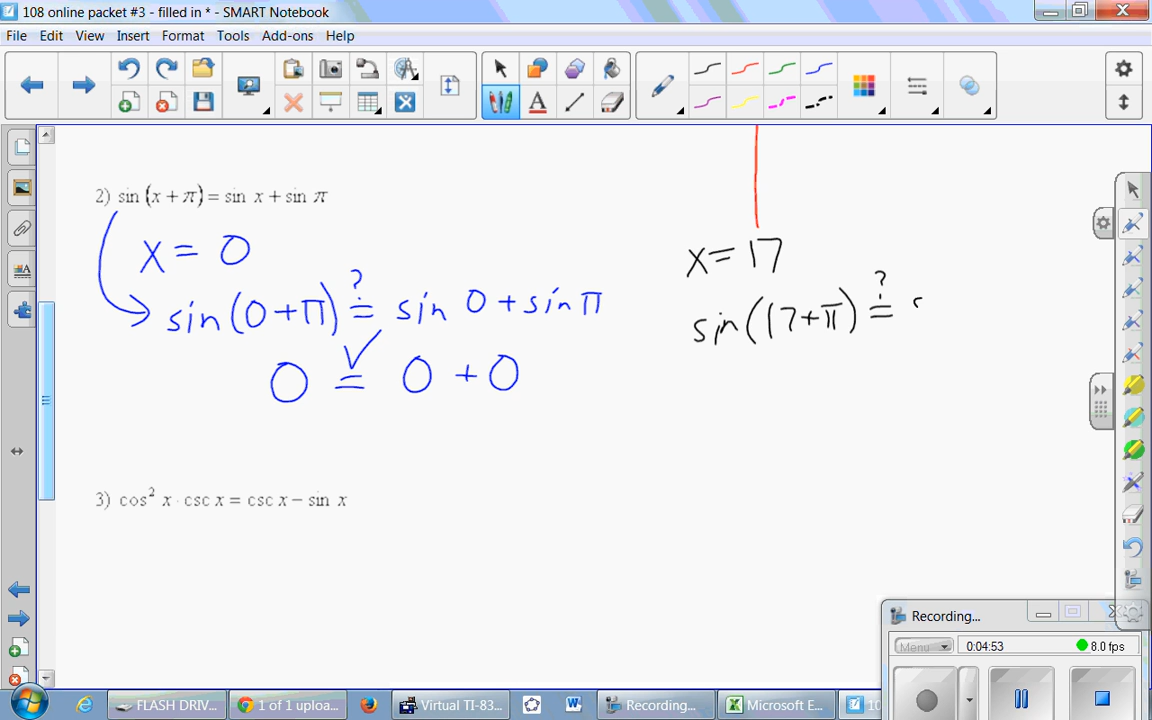 108 online packet #3 - filled in * - SMART Notebook
File Edit View Insert Format Tools Add-ons Help
2) sin (x + π) = sin x + sin π
x = 0
sin(0+π) ?= sin 0 + sin π
0 = 0 + 0
x = 17
sin(17+π) ?=
3) cos² x · csc x = csc x − sin x
Recording...
Menu
0:04:53
8.0 fps
FLASH DRIV...
1 of 1 uploa...
Virtual TI-83...
Recording...
Microsoft E...
10